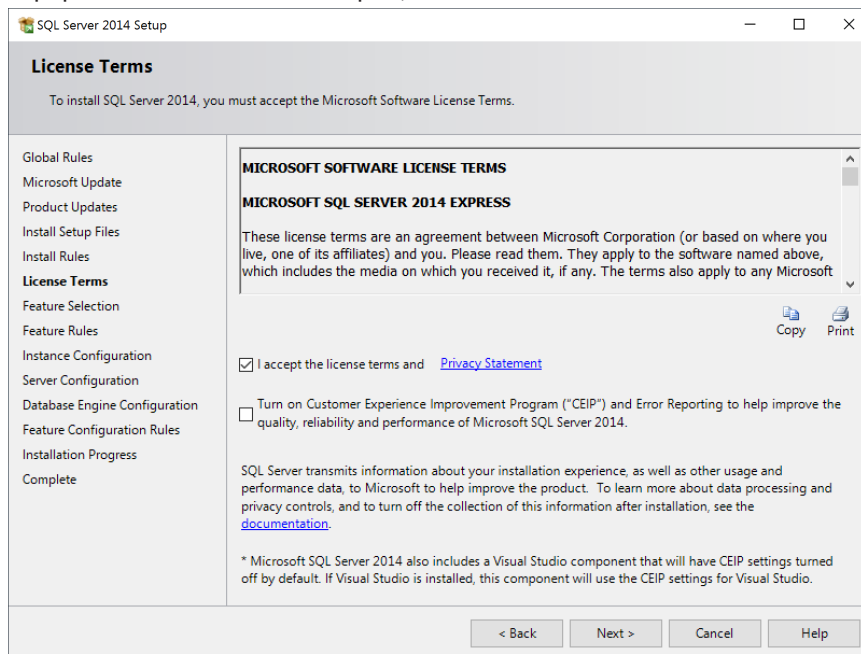 SQL Server 2014 Setup
License Terms
To install SQL Server 2014, you must accept the Microsoft Software License Terms.
Global Rules
Microsoft Update
Product Updates
Install Setup Files
Install Rules
License Terms
Feature Selection
Feature Rules
Instance Configuration
Server Configuration
Database Engine Configuration
Feature Configuration Rules
Installation Progress
Complete
MICROSOFT SOFTWARE LICENSE TERMS
MICROSOFT SQL SERVER 2014 EXPRESS
These license terms are an agreement between Microsoft Corporation (or based on where you
live, one of its affiliates) and you. Please read them. They apply to the software named above,
which includes the media on which you received it, if any. The terms also apply to any Microsoft
Copy Print
I accept the license terms and Privacy Statement
Turn on Customer Experience Improvement Program ("CEIP") and Error Reporting to help improve the
quality, reliability and performance of Microsoft SQL Server 2014.
SQL Server transmits information about your installation experience, as well as other usage and
performance data, to Microsoft to help improve the product. To learn more about data processing and
privacy controls, and to turn off the collection of this information after installation, see the
documentation.
* Microsoft SQL Server 2014 also includes a Visual Studio component that will have CEIP settings turned
off by default. If Visual Studio is installed, this component will use the CEIP settings for Visual Studio.
< Back Next > Cancel Help